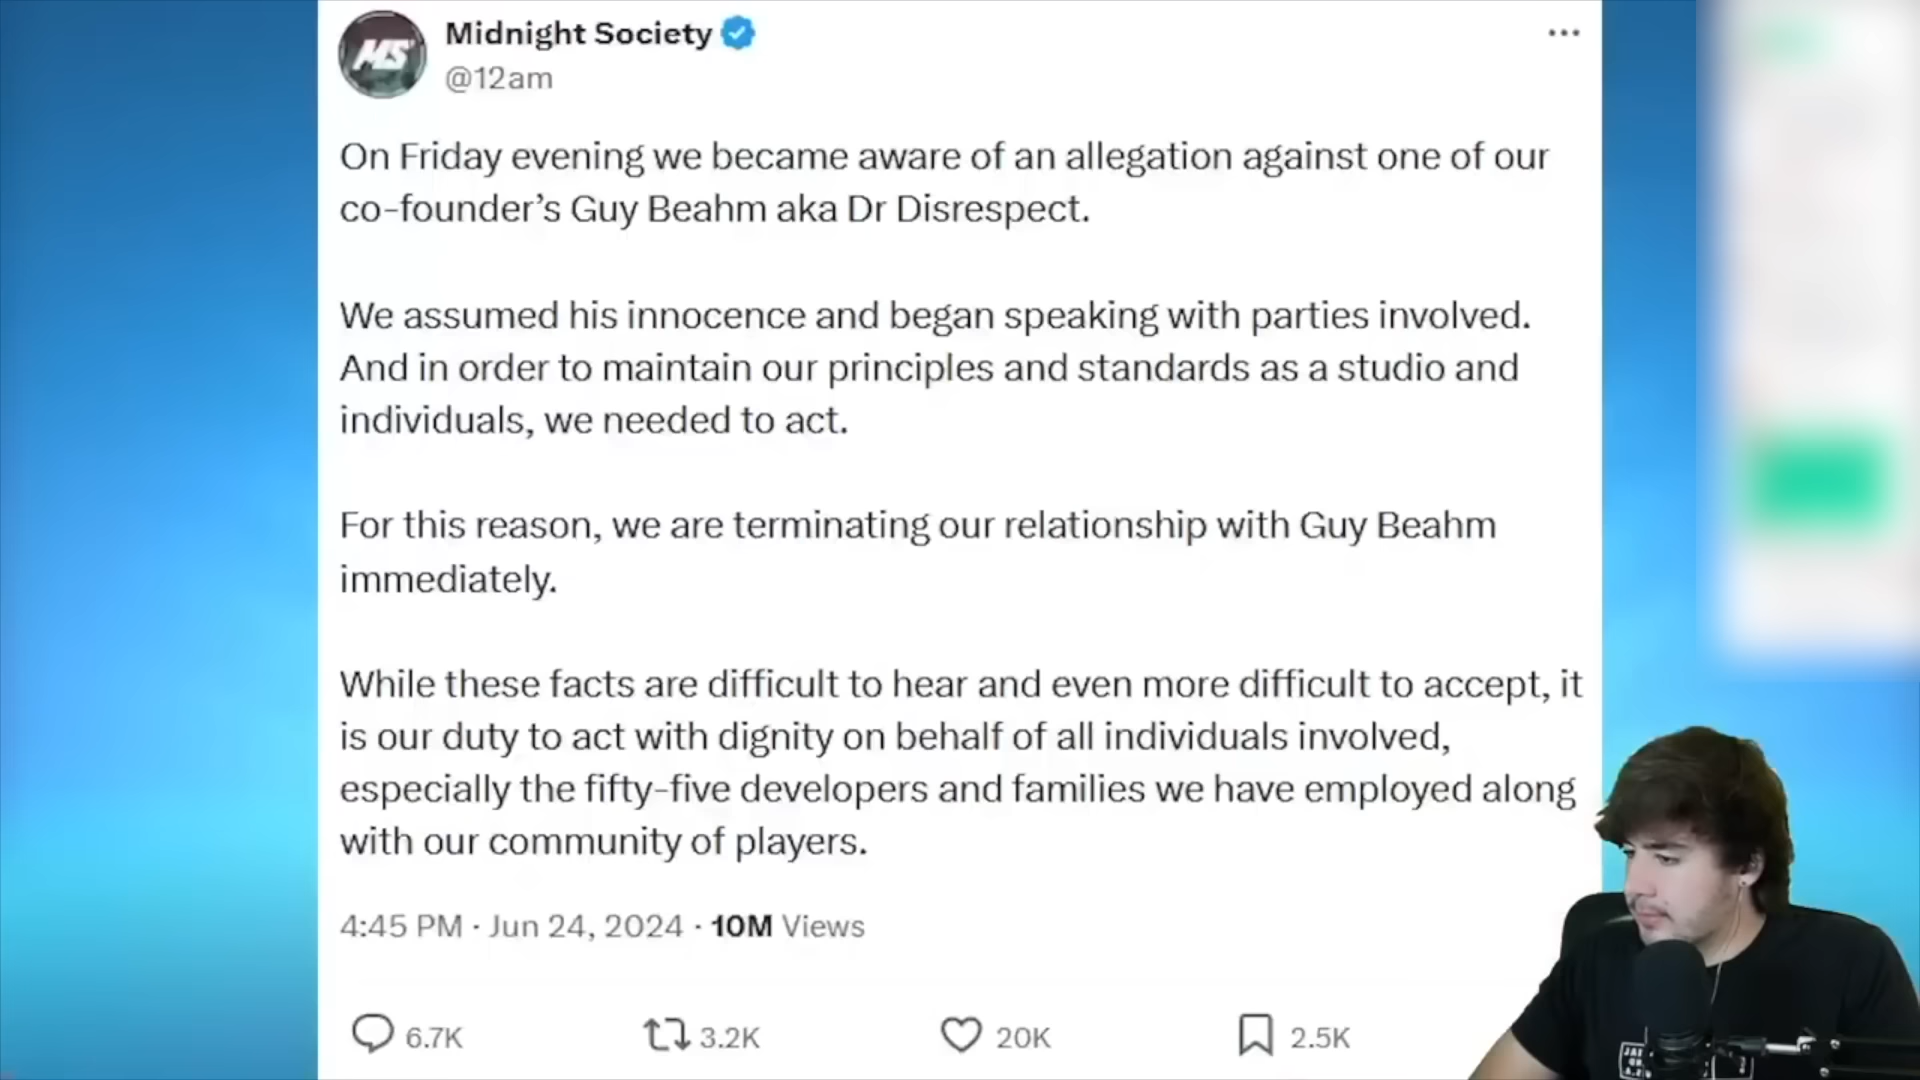 MS
Midnight Society
@12am
On Friday evening we became aware of an allegation against one of our
co-founder’s Guy Beahm aka Dr Disrespect.
We assumed his innocence and began speaking with parties involved.
And in order to maintain our principles and standards as a studio and
individuals, we needed to act.
For this reason, we are terminating our relationship with Guy Beahm
immediately.
While these facts are difficult to hear and even more difficult to accept, it
is our duty to act with dignity on behalf of all individuals involved,
especially the fifty-five developers and families we have employed along
with our community of players.
4:45 PM · Jun 24, 2024 · 10M Views
6.7K 3.2K 20K 2.5K